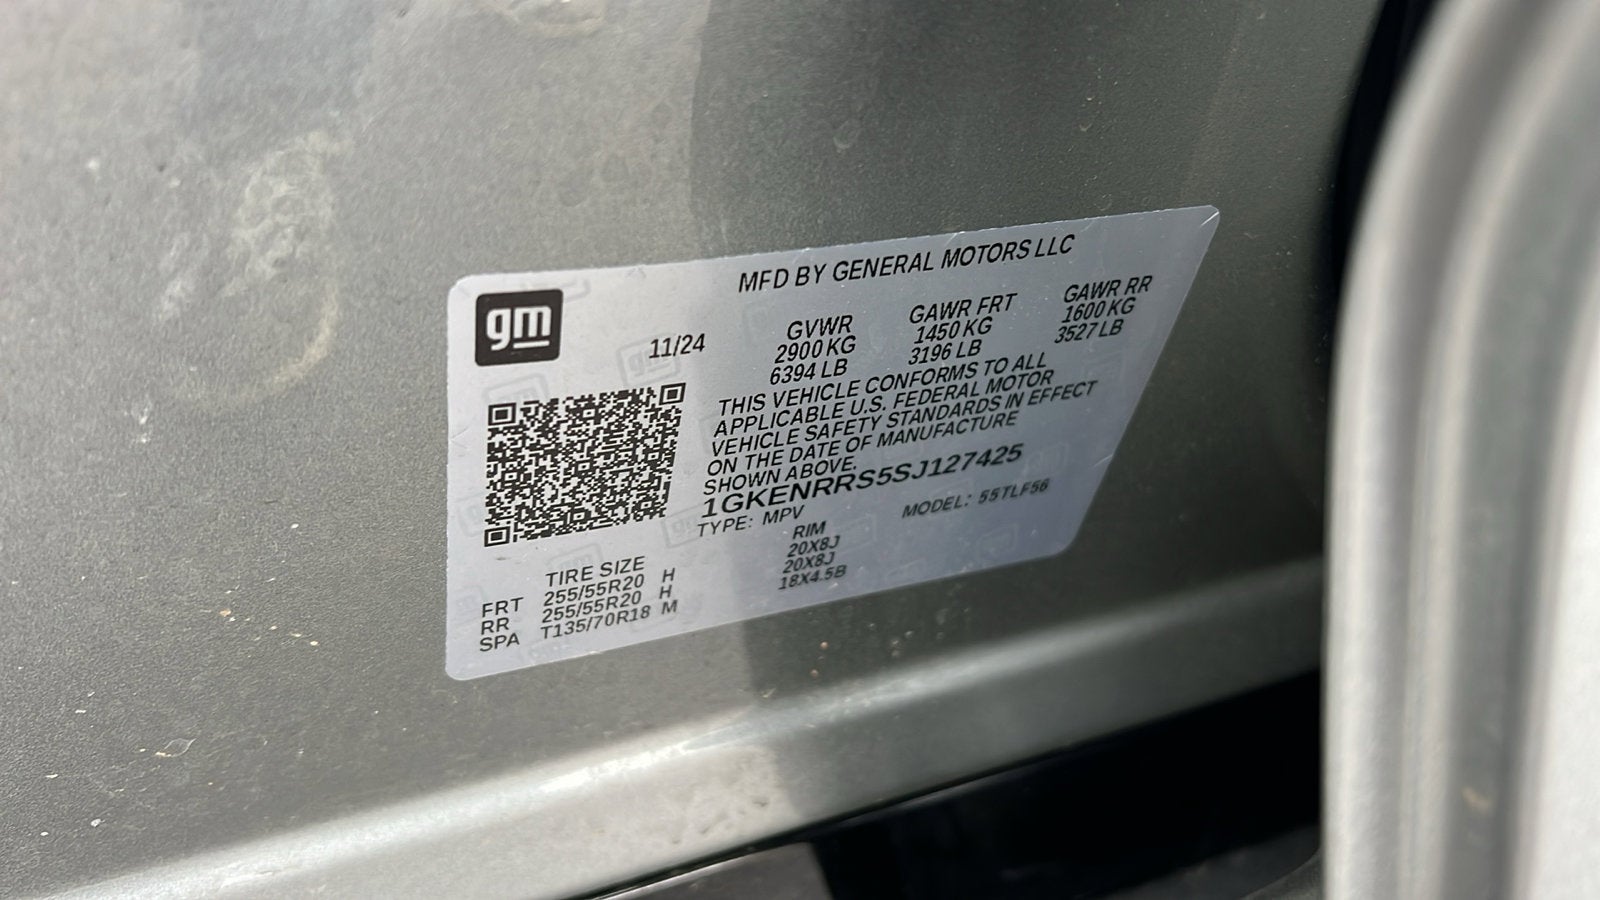 MFD BY GENERAL MOTORS LLC
gm
11/24
GVWR
2900 KG
6394 LB
GAWR FRT
1450 KG
3196 LB
GAWR RR
1600 KG
3527 LB
THIS VEHICLE CONFORMS TO ALL
APPLICABLE U.S. FEDERAL MOTOR
VEHICLE SAFETY STANDARDS IN EFFECT
ON THE DATE OF MANUFACTURE
SHOWN ABOVE.
1GKENRRS5SJ127425
TYPE: MPV
MODEL: 55TLF56
TIRE SIZE
RIM
FRT 255/55R20 H 20X8J
RR 255/55R20 H 20X8J
SPA T135/70R18 M 18X4.5B